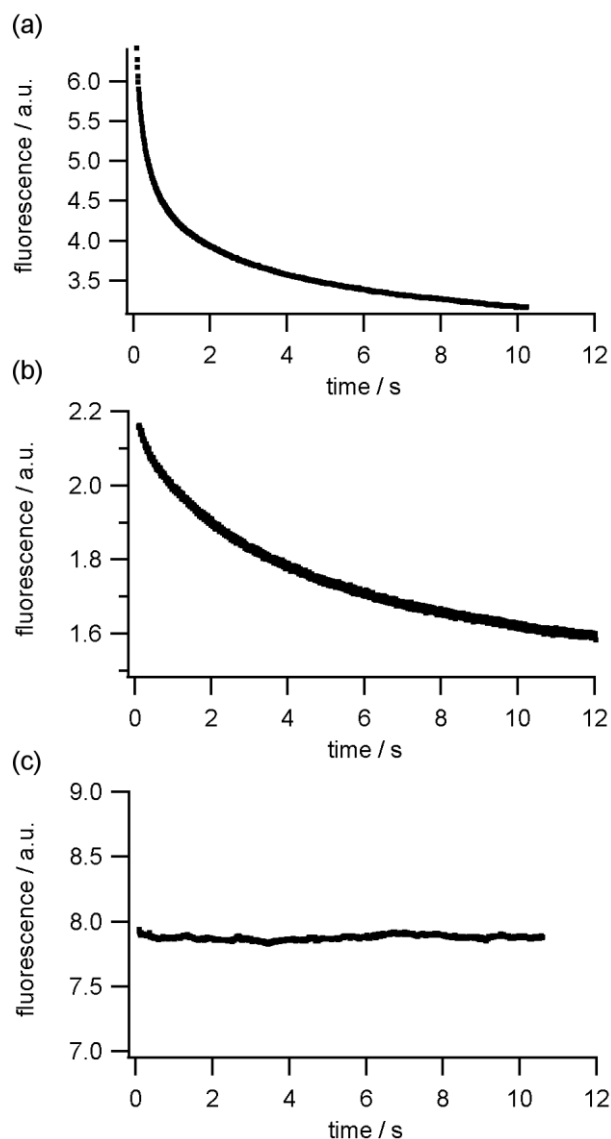 (a)
fluorescence / a.u.
6.0
5.5
5.0
4.5
4.0
3.5
0 2 4 6 8 10 12
time / s
(b)
fluorescence / a.u.
2.2
2.0
1.8
1.6
0 2 4 6 8 10 12
time / s
(c)
fluorescence / a.u.
9.0
8.5
8.0
7.5
7.0
0 2 4 6 8 10 12
time / s